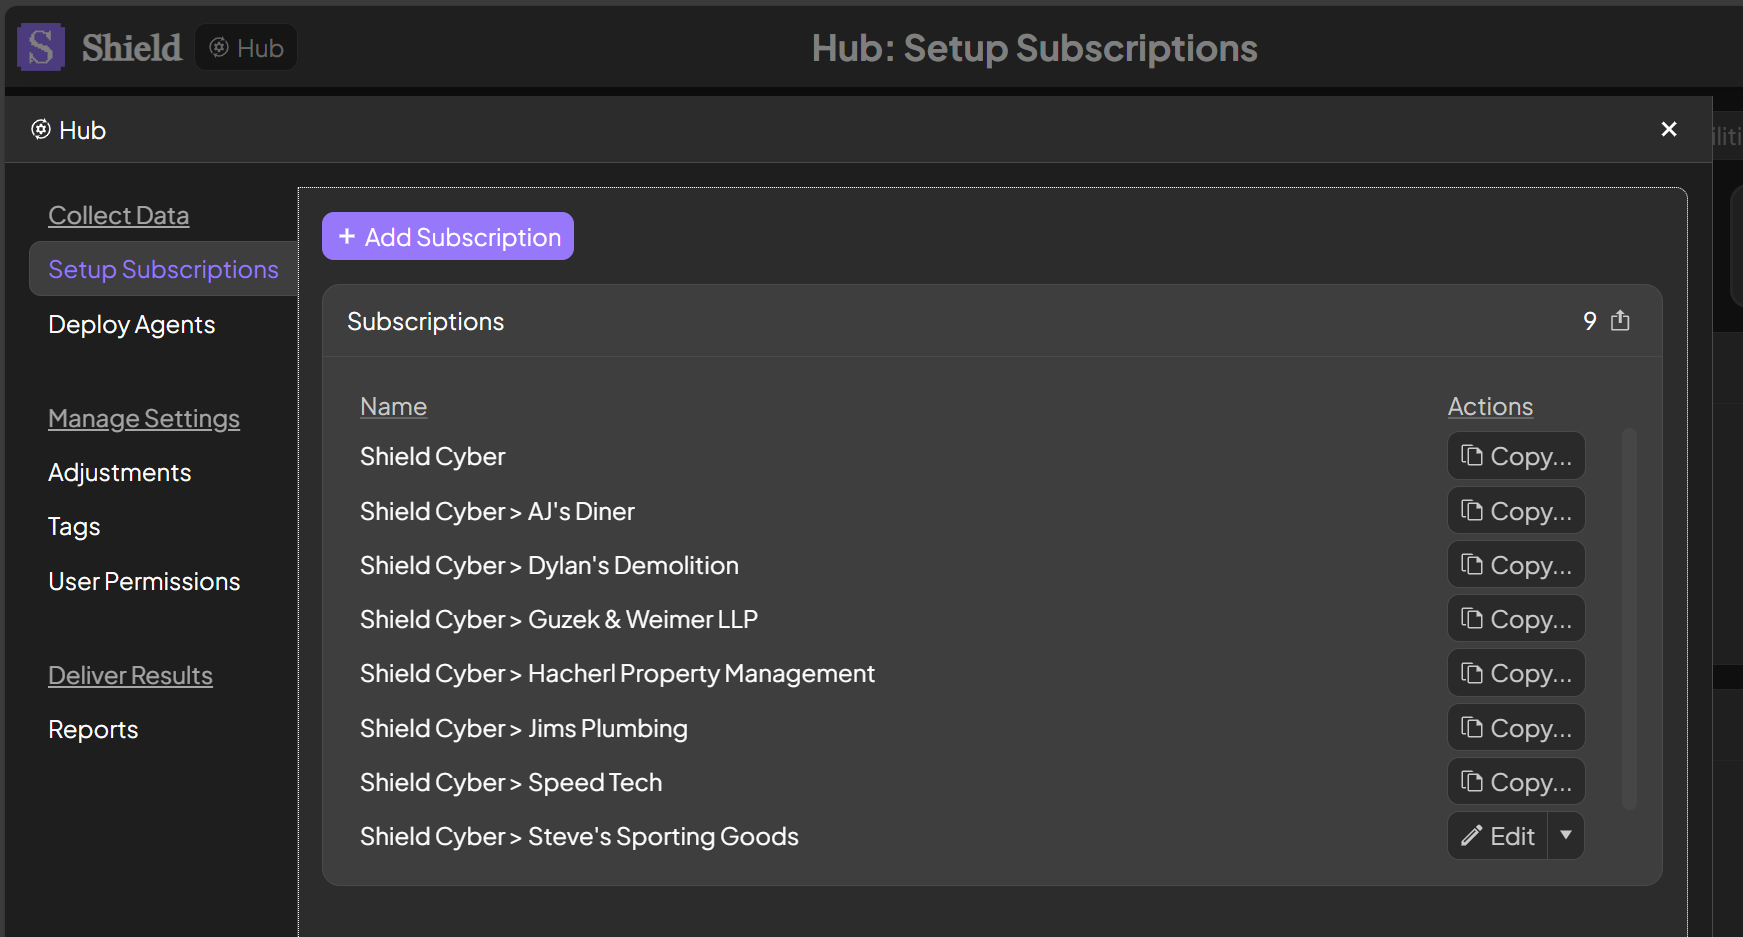 S Shield Hub
Hub: Setup Subscriptions
Hub
Collect Data
Setup Subscriptions
Deploy Agents
Manage Settings
Adjustments
Tags
User Permissions
Deliver Results
Reports
+ Add Subscription
Subscriptions 9
Name Actions
Shield Cyber Copy...
Shield Cyber > AJ's Diner Copy...
Shield Cyber > Dylan's Demolition Copy...
Shield Cyber > Guzek & Weimer LLP Copy...
Shield Cyber > Hacherl Property Management Copy...
Shield Cyber > Jims Plumbing Copy...
Shield Cyber > Speed Tech Copy...
Shield Cyber > Steve's Sporting Goods Edit